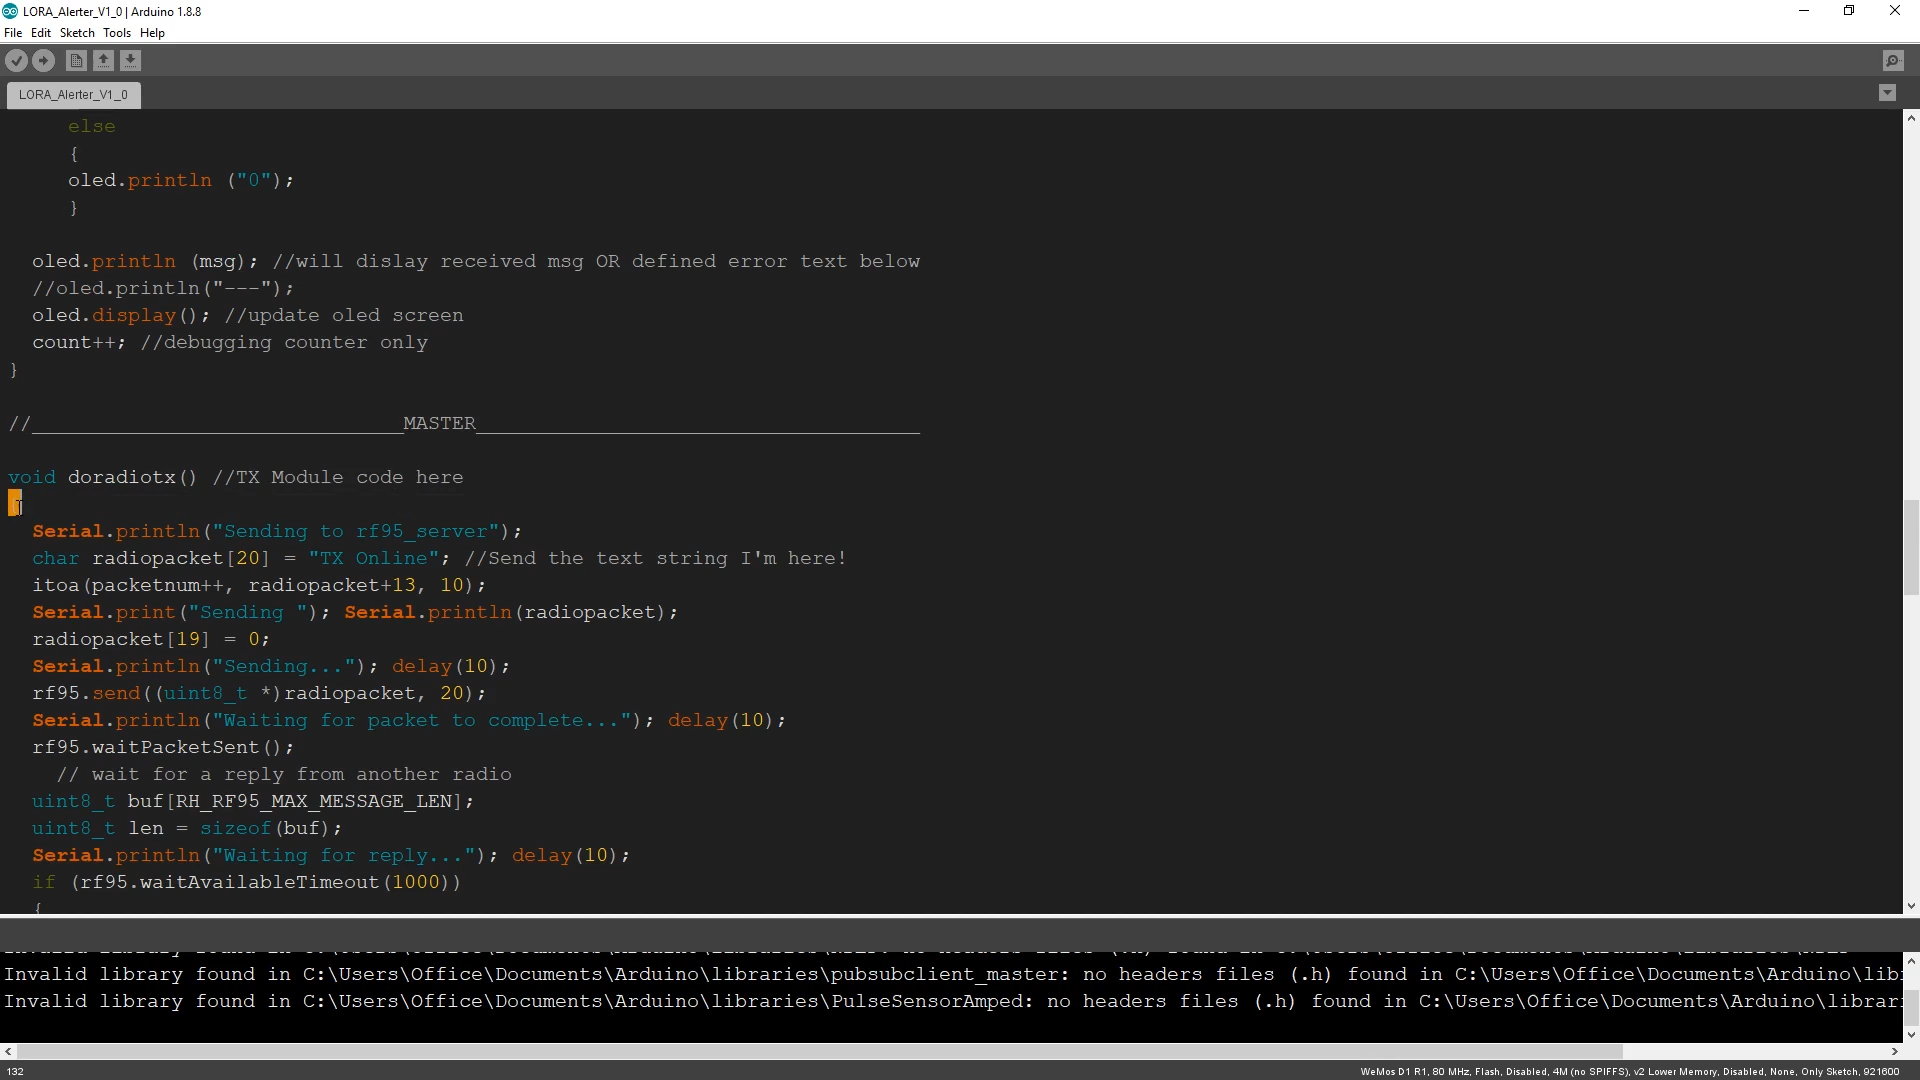 LORA_Alerter_V1_0 | Arduino 1.8.8
File Edit Sketch Tools Help
LORA_Alerter_V1_0
else
{
oled.println ("0");
}
oled.println (msg); //will dislay received msg OR defined error text below
//oled.println("---");
oled.display(); //update oled screen
count++; //debugging counter only
}
//_______________________________MASTER_____________________________________
void doradiotx() //TX Module code here
{
Serial.println("Sending to rf95_server");
char radiopacket[20] = "TX Online"; //Send the text string I'm here!
itoa(packetnum++, radiopacket+13, 10);
Serial.print("Sending "); Serial.println(radiopacket);
radiopacket[19] = 0;
Serial.println("Sending..."); delay(10);
rf95.send((uint8_t *)radiopacket, 20);
Serial.println("Waiting for packet to complete..."); delay(10);
rf95.waitPacketSent();
// wait for a reply from another radio
uint8_t buf[RH_RF95_MAX_MESSAGE_LEN];
uint8_t len = sizeof(buf);
Serial.println("Waiting for reply..."); delay(10);
if (rf95.waitAvailableTimeout(1000))
{
Invalid library found in C:\Users\Office\Documents\Arduino\libraries\pubsubclient_master: no headers files (.h) found in C:\Users\Office\Documents\Arduino\lib
Invalid library found in C:\Users\Office\Documents\Arduino\libraries\PulseSensorAmped: no headers files (.h) found in C:\Users\Office\Documents\Arduino\librar
132
WeMos D1 R1, 80 MHz, Flash, Disabled, 4M (no SPIFFS), v2 Lower Memory, Disabled, None, Only Sketch, 921600